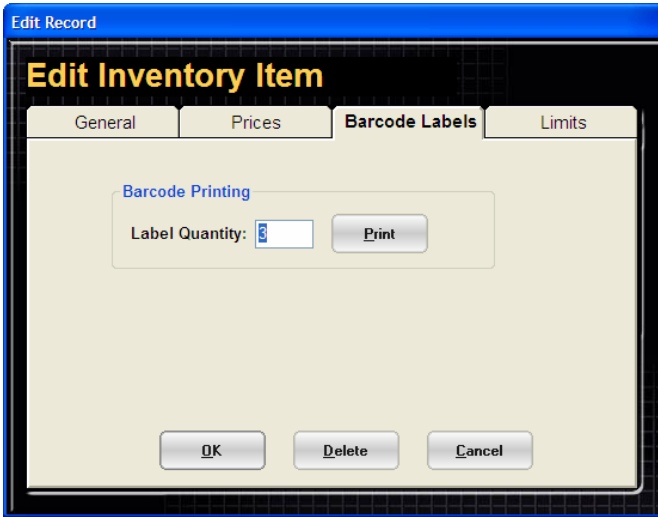 Edit Record
Edit Inventory Item
General Prices Barcode Labels Limits
Barcode Printing
Label Quantity: 3 Print
OK Delete Cancel